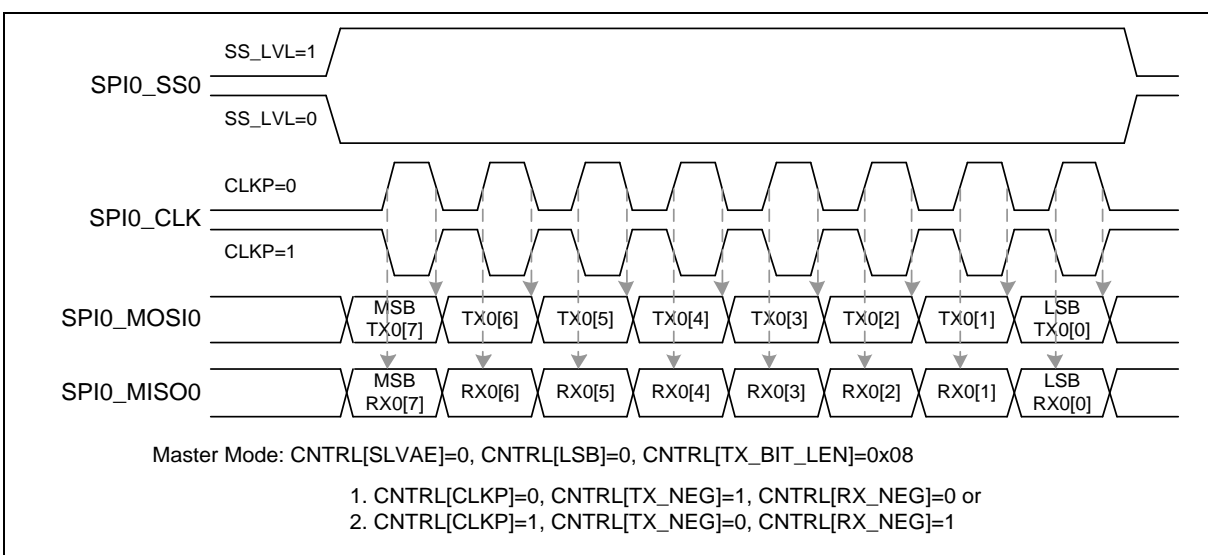 SS_LVL=1
SPI0_SS0
SS_LVL=0
CLKP=0
SPI0_CLK
CLKP=1
SPI0_MOSI0
MSB
TX0[7]
TX0[6]
TX0[5]
TX0[4]
TX0[3]
TX0[2]
TX0[1]
LSB
TX0[0]
SPI0_MISO0
MSB
RX0[7]
RX0[6]
RX0[5]
RX0[4]
RX0[3]
RX0[2]
RX0[1]
LSB
RX0[0]
Master Mode: CNTRL[SLVAE]=0, CNTRL[LSB]=0, CNTRL[TX_BIT_LEN]=0x08
1. CNTRL[CLKP]=0, CNTRL[TX_NEG]=1, CNTRL[RX_NEG]=0 or
2. CNTRL[CLKP]=1, CNTRL[TX_NEG]=0, CNTRL[RX_NEG]=1